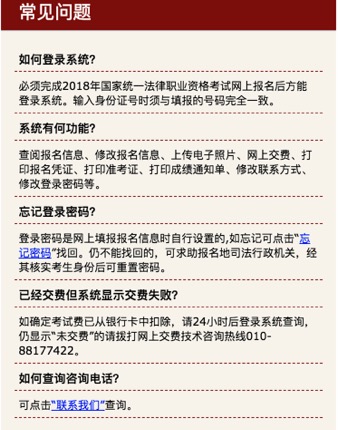 常见问题
如何登录系统?
必须完成2018年国家统一法律职业资格考试网上报名后方能
登录系统。输入身份证号时须与填报的号码完全一致。
系统有何功能?
查阅报名信息、修改报名信息、上传电子照片、网上交费、打
印报名凭证、打印准考证、打印成绩通知单、修改联系方式、
修改登录密码等。
忘记登录密码?
登录密码是网上填报报名信息时自行设置的,如忘记可点击“忘
记密码”找回。仍不能找回的，可求助报名地司法行政机关，经
其核实考生身份后可重置密码。
已经交费但系统显示交费失败?
如确定考试费已从银行卡中扣除，请24小时后登录系统查询，
仍显示“未交费”的请拨打网上交费技术咨询热线010-
88177422。
如何查询咨询电话?
可点击“联系我们”查询。